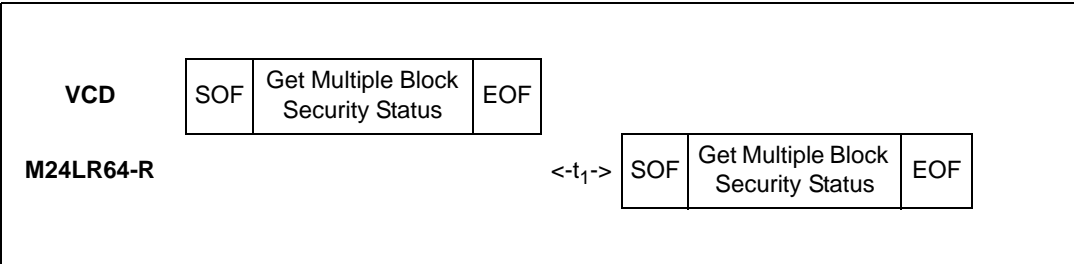 VCD
SOF
Get Multiple Block
Security Status
EOF
M24LR64-R
<-t₁->
SOF
Get Multiple Block
Security Status
EOF